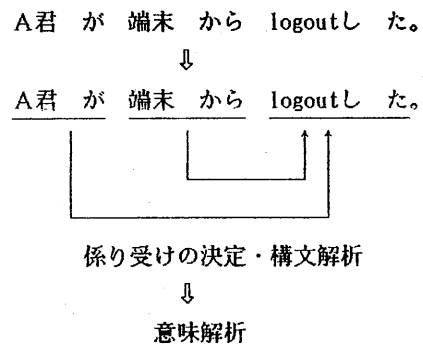 A君 が 端末 から logoutし た。
⇩
A君 が 端末 から logoutし た。
係り受けの決定・構文解析
⇩
意味解析